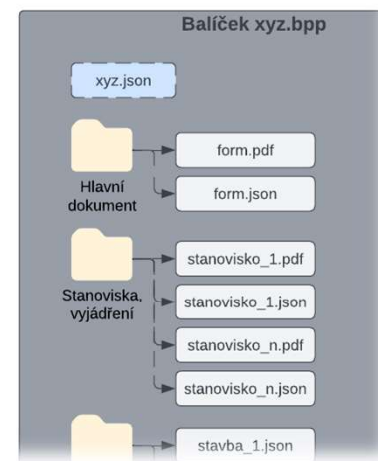 Balíček xyz.bpp
xyz.json
form.pdf
Hlavní
dokument
form.json
stanovisko_1.pdf
Stanoviska,
vyjádření
stanovisko_1.json
stanovisko_n.pdf
stanovisko_n.json
stavba_1.json